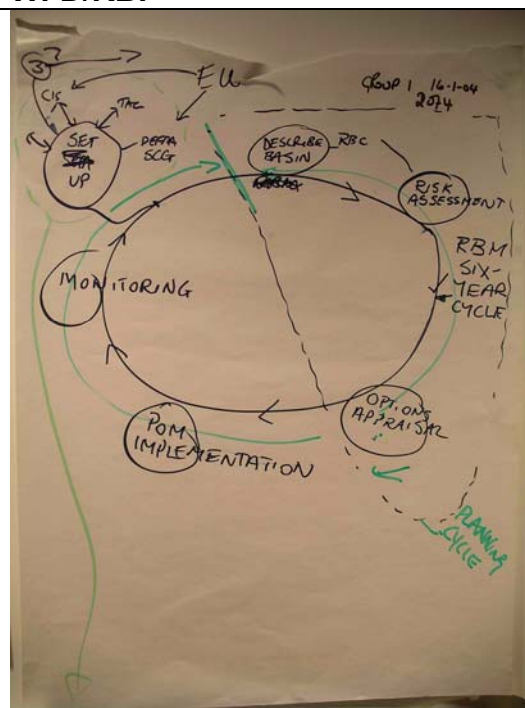 3 ?
EU
GROUP 1 16-1-04
CIS
TAC
SET
UP
DEFRA
SCG
DESCRIBE
BASIN
RBC
RISK
ASSESSMENT
RBM
SIX-
YEAR
CYCLE
MONITORING
OPTIONS
APPRAISAL
POM
IMPLEMENTATION
PLANNING
CYCLE